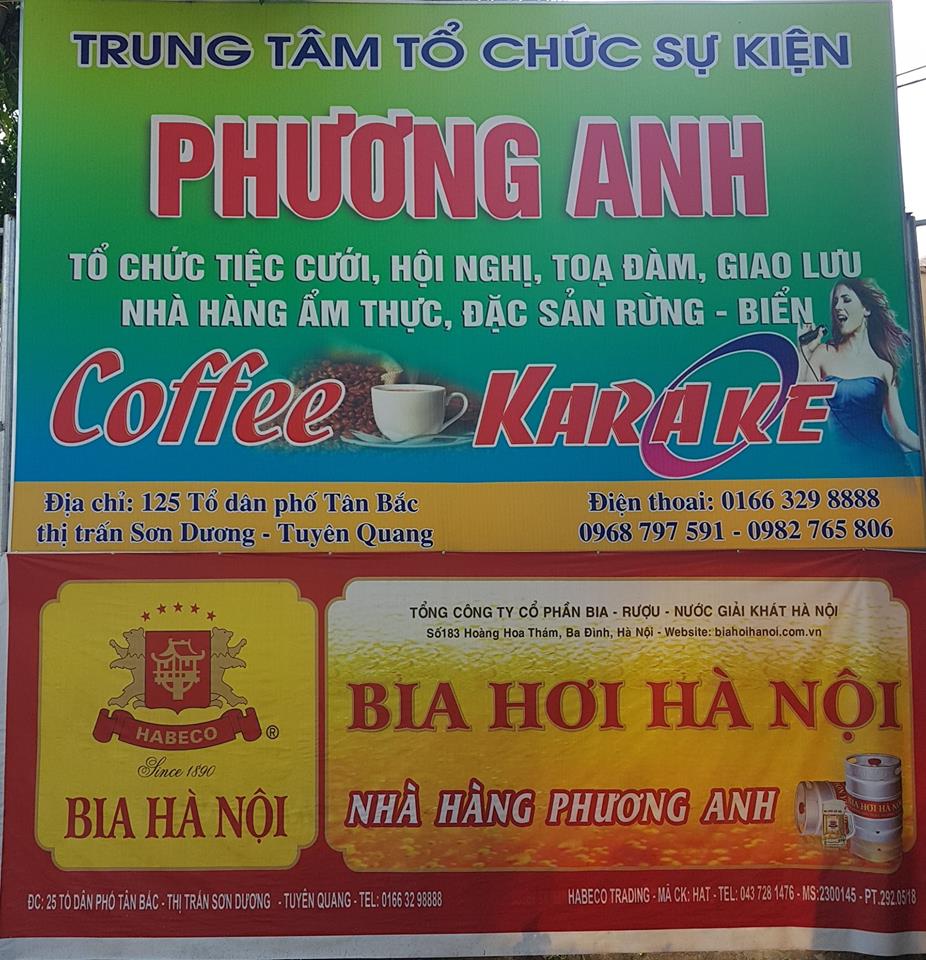 TRUNG TÂM TỔ CHỨC SỰ KIỆN
PHƯƠNG ANH
TỔ CHỨC TIỆC CƯỚI, HỘI NGHỊ, TOẠ ĐÀM, GIAO LƯU
NHÀ HÀNG ẨM THỰC, ĐẶC SẢN RỪNG - BIỂN
Coffee
KARAKE
Địa chỉ: 125 Tổ dân phố Tân Bắc
thị trấn Sơn Dương - Tuyên Quang
Điện thoai: 0166 329 8888
0968 797 591 - 0982 765 806
HABECO ®
Since 1890
BIA HÀ NỘI
TỔNG CÔNG TY CỔ PHẦN BIA - RƯỢU - NƯỚC GIẢI KHÁT HÀ NỘI
Số183 Hoàng Hoa Thám, Ba Đình, Hà Nội - Website: biahoihanoi.com.vn
BIA HƠI HÀ NỘI
NHÀ HÀNG PHƯƠNG ANH
BIA HƠI HÀ NỘI
ĐC: 25 TỔ DÂN PHỐ TÂN BẮC - THỊ TRẤN SƠN DƯƠNG - TUYÊN QUANG - TEL: 0166 32 98888
HABECO TRADING - MÃ CK: HAT - TEL: 043 728 1476 - MS:2300145 - PT.292.05/18